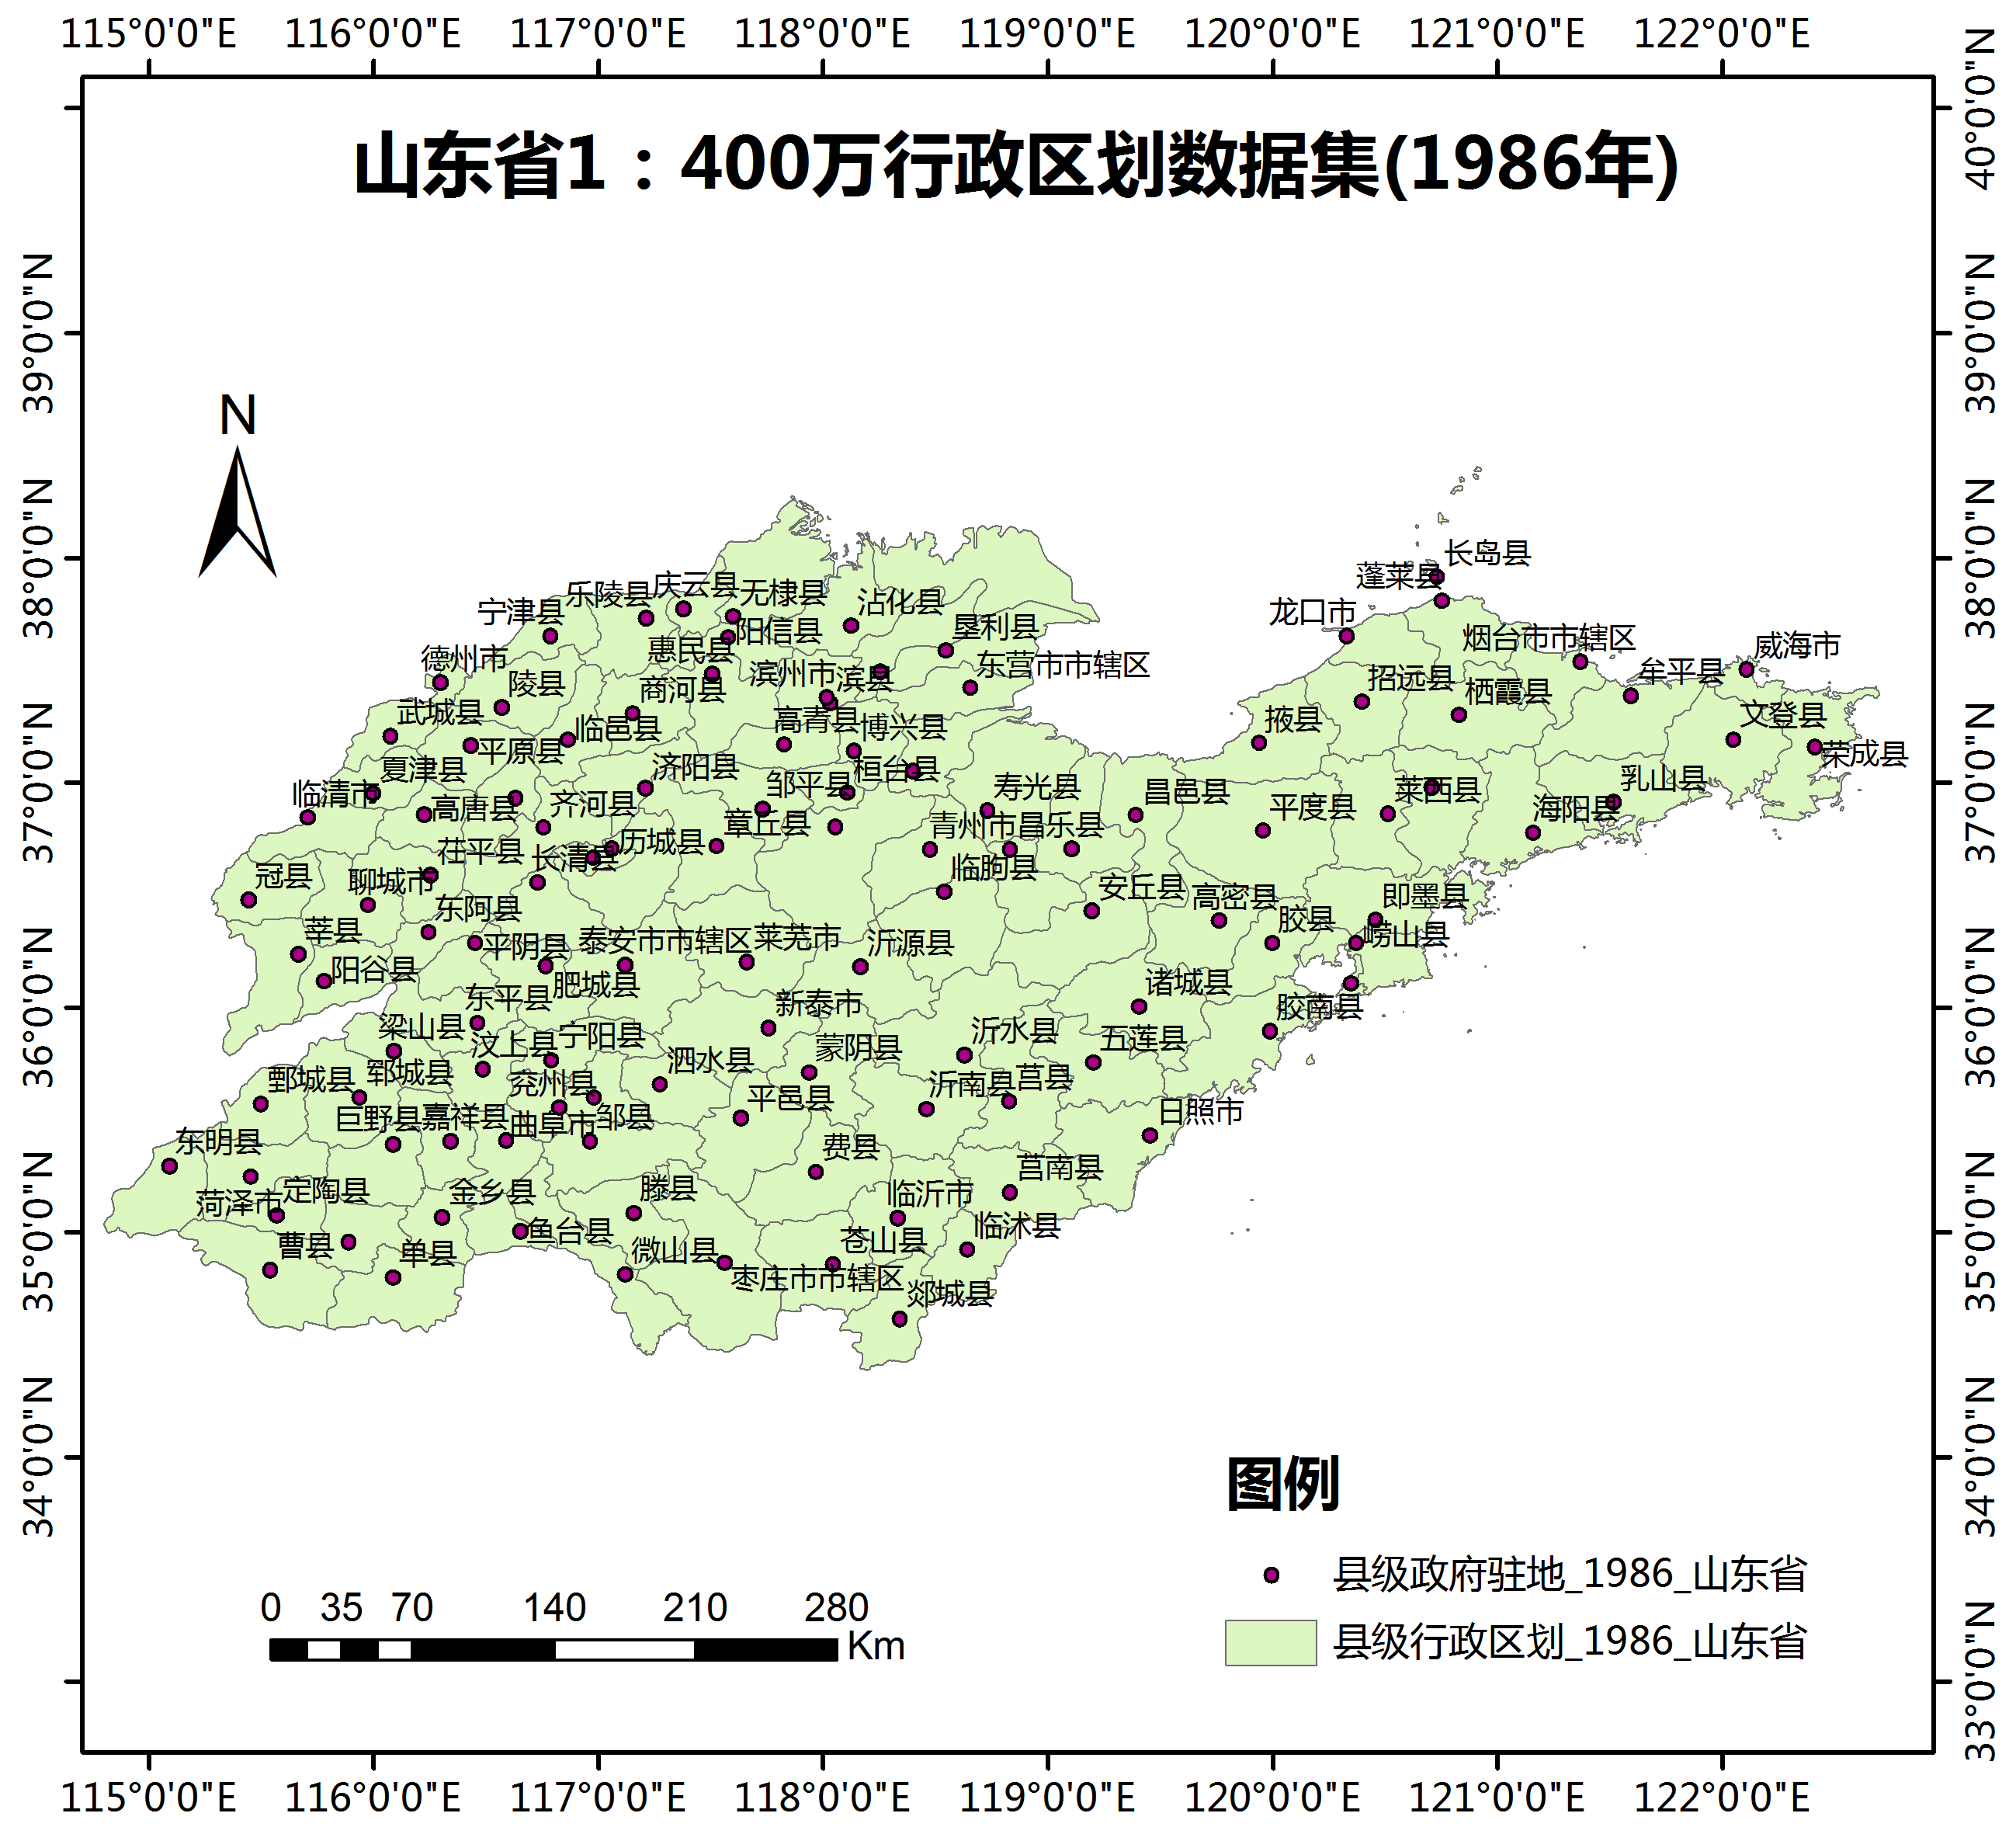 115°0'0"E 116°0'0"E 117°0'0"E 118°0'0"E 119°0'0"E 120°0'0"E 121°0'0"E 122°0'0"E
山东省1：400万行政区划数据集(1986年)
40°0'0"N
39°0'0"N
39°0'0"N
38°0'0"N
38°0'0"N
37°0'0"N
37°0'0"N
36°0'0"N
36°0'0"N
35°0'0"N
35°0'0"N
34°0'0"N
34°0'0"N
33°0'0"N
N
长岛县
蓬莱县
龙口市
烟台市市辖区
威海市
牟平县
招远县
栖霞县
文登县
荣成县
掖县
乳山县
莱西县
海阳县
平度县
乐陵县
庆云县
无棣县
沾化县
宁津县
阳信县
垦利县
惠民县
东营市市辖区
德州市
滨州市
滨县
陵县
商河县
武城县
高青县
博兴县
临邑县
平原县
夏津县
济阳县
邹平县
桓台县
临清市
寿光县
昌邑县
高唐县
齐河县
章丘县
青州市
昌乐县
历城县
茌平县
长清县
冠县
聊城市
临朐县
安丘县
高密县
即墨县
东阿县
胶县
崂山县
莘县
平阴县
泰安市市辖区
莱芜市
沂源县
阳谷县
肥城县
诸城县
东平县
新泰市
胶南县
梁山县
汶上县
宁阳县
沂水县
五莲县
蒙阴县
泗水县
鄄城县
郓城县
兖州县
沂南县
莒县
平邑县
日照市
巨野县
嘉祥县
曲阜市
邹县
东明县
费县
莒南县
菏泽市
定陶县
金乡县
滕县
临沂市
鱼台县
临沭县
曹县
单县
微山县
苍山县
枣庄市市辖区
郯城县
图例
县级政府驻地_1986_山东省
县级行政区划_1986_山东省
0 35 70 140 210 280
Km
115°0'0"E 116°0'0"E 117°0'0"E 118°0'0"E 119°0'0"E 120°0'0"E 121°0'0"E 122°0'0"E